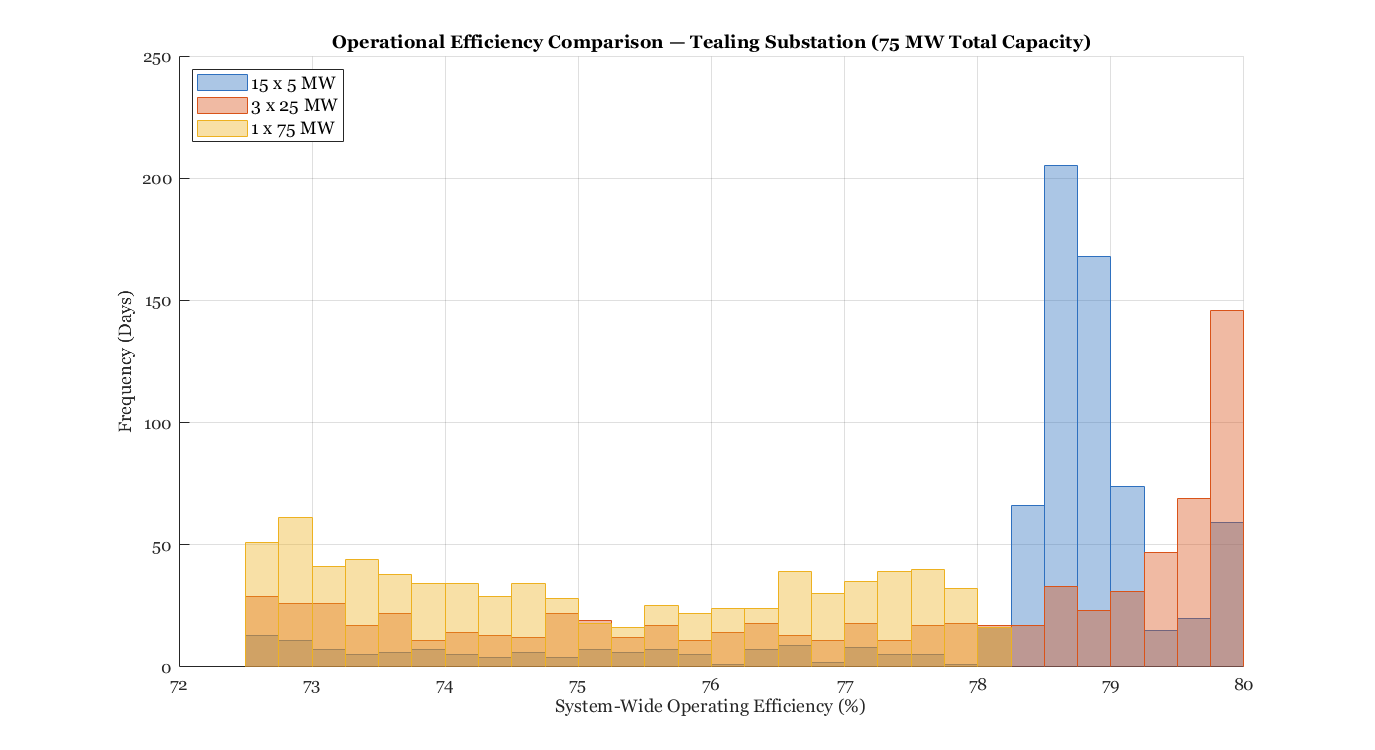 Operational Efficiency Comparison — Tealing Substation (75 MW Total Capacity)
250
200
150
100
50
0
15 x 5 MW
3 x 25 MW
1 x 75 MW
Frequency (Days)
72 73 74 75 76 77 78 79 80
System-Wide Operating Efficiency (%)